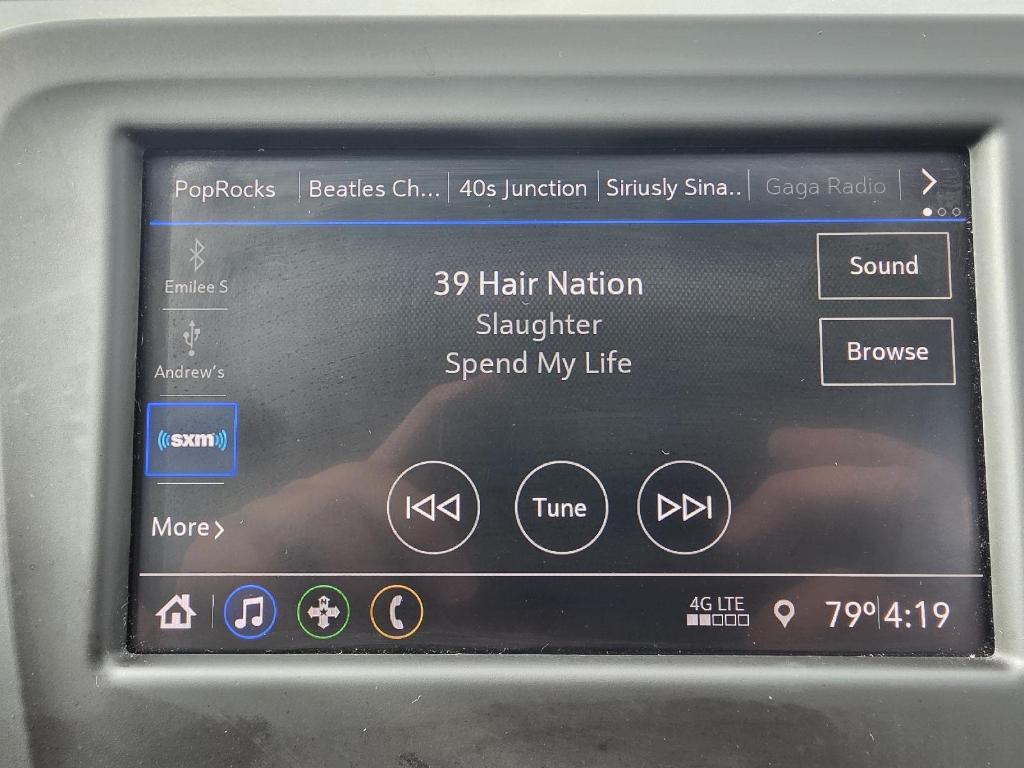 PopRocks
Beatles Ch...
40s Junction
Siriusly Sina..
Gaga Radio
Emilee S
Andrew's
sxm
More
39 Hair Nation
Slaughter
Spend My Life
Sound
Browse
Tune
N
4G LTE
79º
4:19